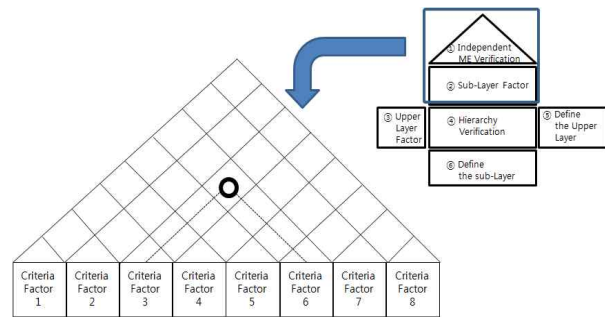 ① Independent
ME Verification
② Sub-Layer Factor
③ Upper
Layer
Factor
④ Hierarchy
Verification
⑤ Define
the Upper
Layer
⑥ Define
the sub-Layer
Criteria
Factor
1
Criteria
Factor
2
Criteria
Factor
3
Criteria
Factor
4
Criteria
Factor
5
Criteria
Factor
6
Criteria
Factor
7
Criteria
Factor
8